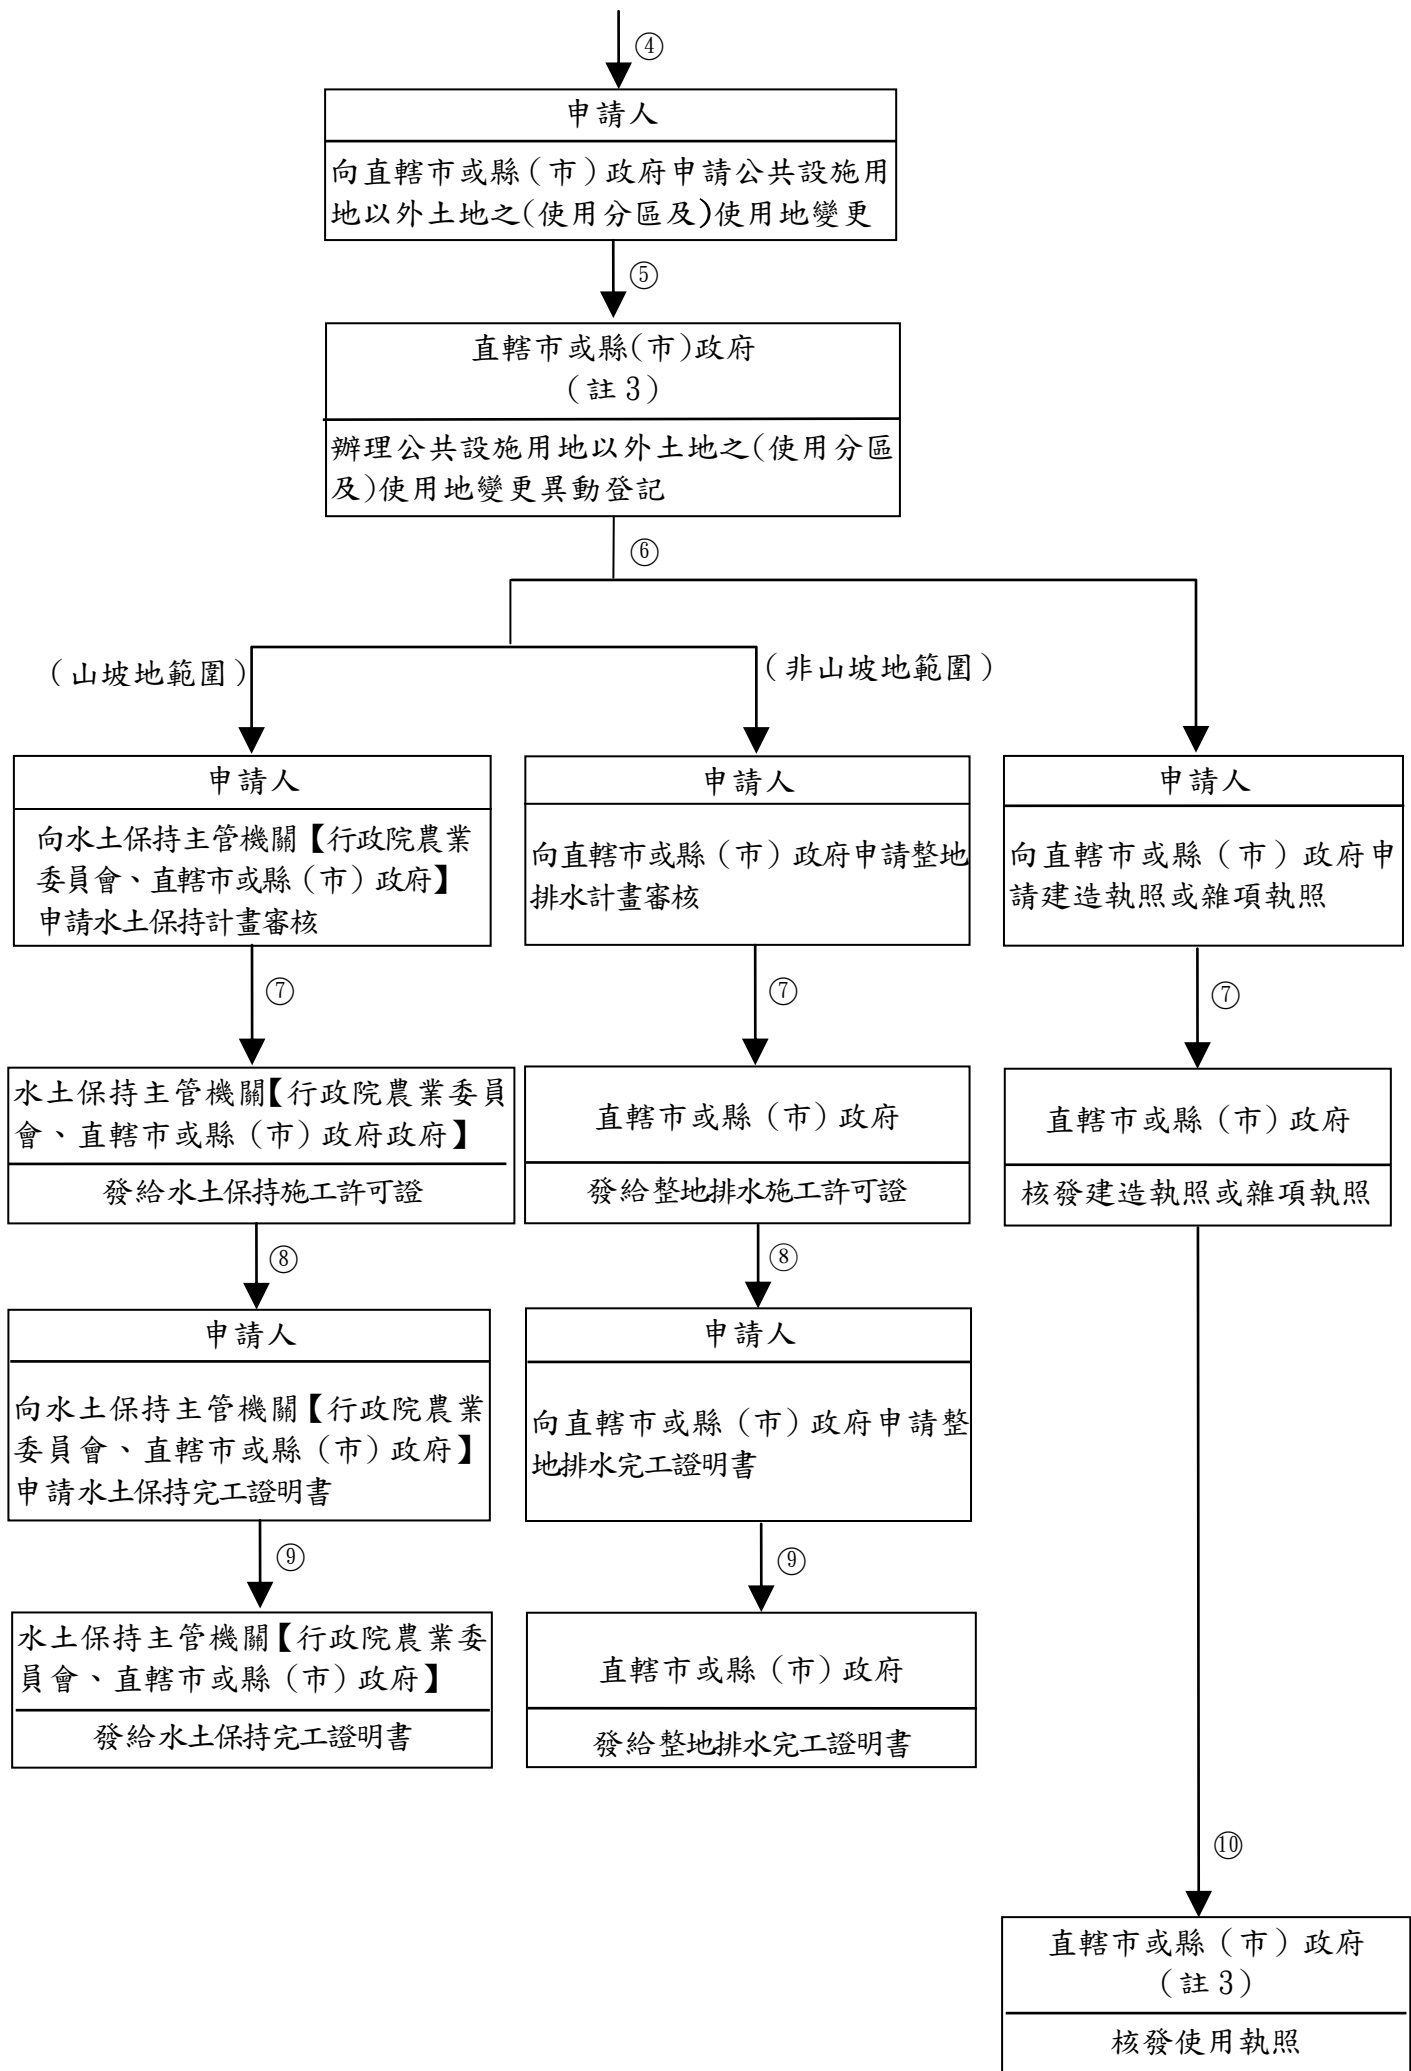 ④
申請人
向直轄市或縣（市）政府申請公共設施用
地以外土地之(使用分區及)使用地變更
⑤
直轄市或縣(市)政府
（註3）
辦理公共設施用地以外土地之(使用分區
及)使用地變更異動登記
⑥
（山坡地範圍）
（非山坡地範圍）
申請人
向水土保持主管機關【行政院農業
委員會、直轄市或縣（市）政府】
申請水土保持計畫審核
申請人
向直轄市或縣（市）政府申請整地
排水計畫審核
申請人
向直轄市或縣（市）政府申
請建造執照或雜項執照
⑦
⑦
⑦
水土保持主管機關【行政院農業委員
會、直轄市或縣（市）政府政府】
發給水土保持施工許可證
直轄市或縣（市）政府
發給整地排水施工許可證
直轄市或縣（市）政府
核發建造執照或雜項執照
⑧
⑧
申請人
向水土保持主管機關【行政院農業
委員會、直轄市或縣（市）政府】
申請水土保持完工證明書
申請人
向直轄市或縣（市）政府申請整
地排水完工證明書
⑨
⑨
水土保持主管機關【行政院農業委
員會、直轄市或縣（市）政府】
發給水土保持完工證明書
直轄市或縣（市）政府
發給整地排水完工證明書
⑩
直轄市或縣（市）政府
（註3）
核發使用執照